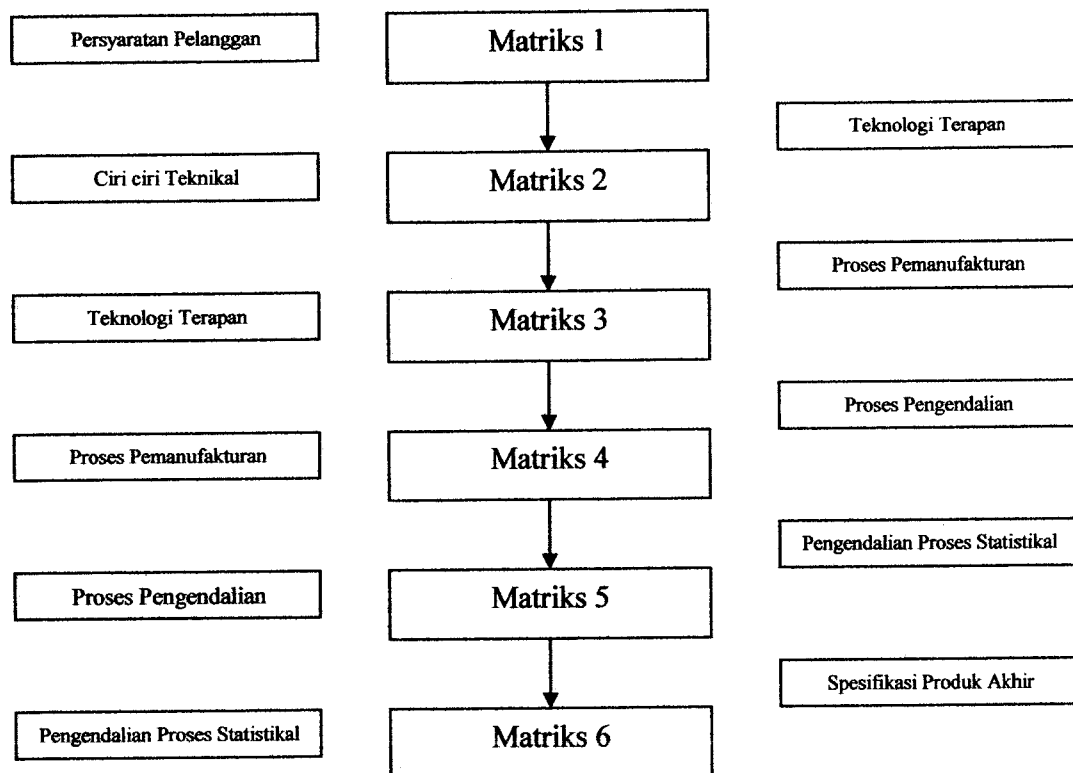 Persyaratan Pelanggan
Matriks 1
Teknologi Terapan
Ciri ciri Teknikal
Matriks 2
Proses Pemanufakturan
Teknologi Terapan
Matriks 3
Proses Pengendalian
Proses Pemanufakturan
Matriks 4
Pengendalian Proses Statistikal
Proses Pengendalian
Matriks 5
Spesifikasi Produk Akhir
Pengendalian Proses Statistikal
Matriks 6